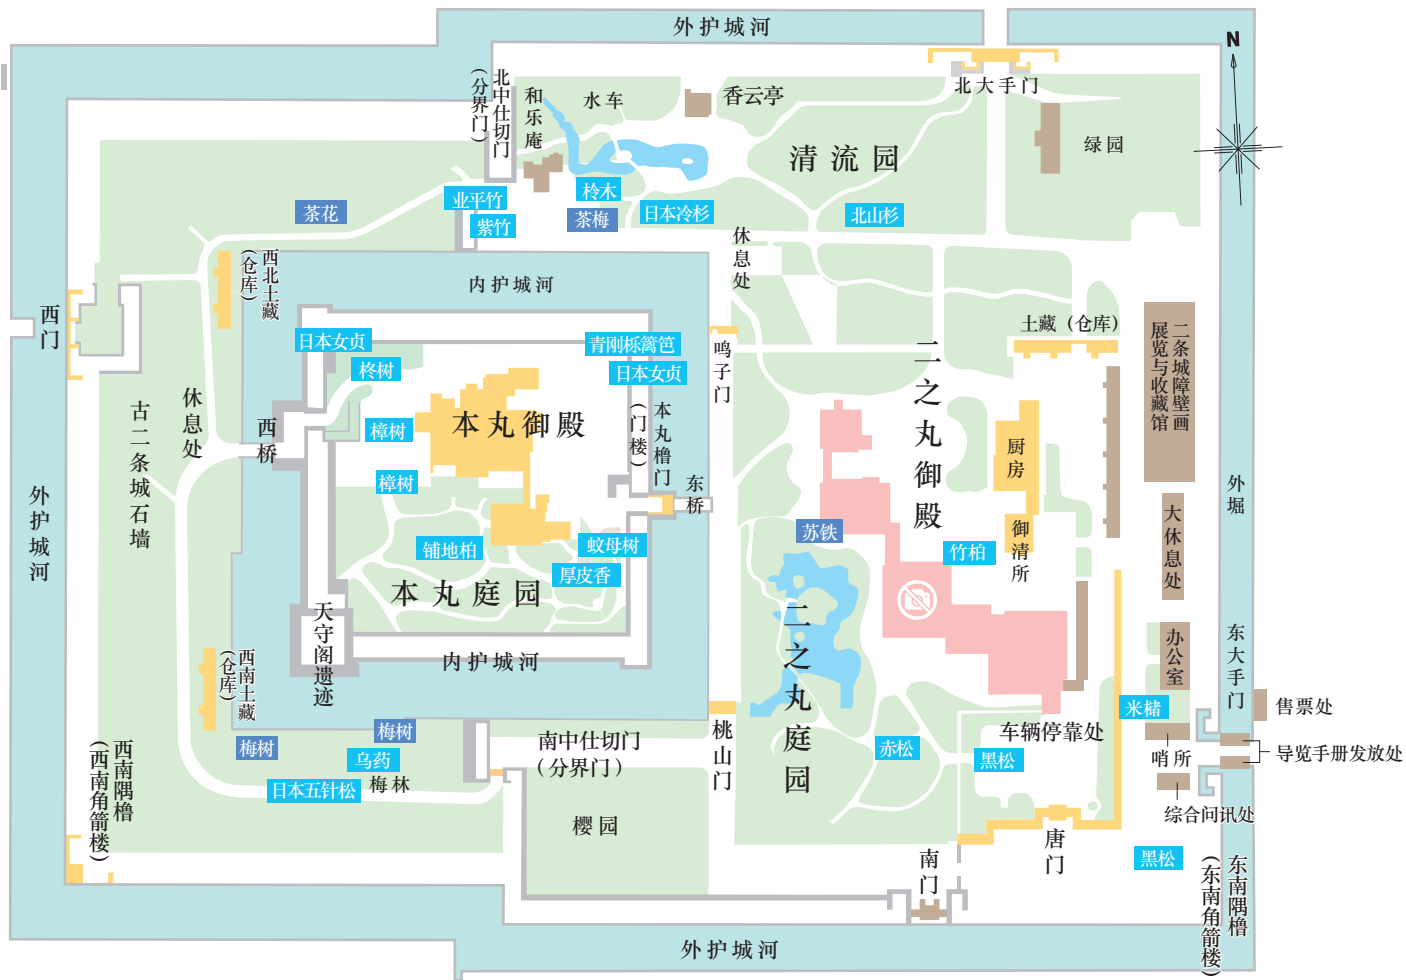 外护城河
N
北大手门
北中仕切门
(分界门)
和乐庵
水车
香云亭
清流园
绿园
茶花
业平竹
紫竹
柃木
茶梅
日本冷杉
北山杉
休息处
西北土藏
(仓库)
内护城河
西门
日本女贞
柊树
青刚栎篱笆
日本女贞
鸣子门
土藏（仓库）
二条城障壁画
展览与收藏馆
二之丸御殿
古二条城石墙
休息处
西桥
樟树
本丸御殿
本丸橹门
(门楼)
樟树
东桥
厨房
御清所
外护城河
外堀
大休息处
苏铁
竹柏
铺地柏
蚊母树
厚皮香
本丸庭园
二之丸庭园
天守阁遗迹
内护城河
西南土藏
(仓库)
办公室
东大手门
米槠
售票处
导览手册发放处
哨所
综合问讯处
梅树
梅树
乌药
日本五针松
梅林
南中仕切门
(分界门)
桃山门
赤松
黑松
车辆停靠处
西南隅橹
(西南角箭楼)
樱园
唐门
南门
黑松
东南隅橹
(东南角箭楼)
外护城河